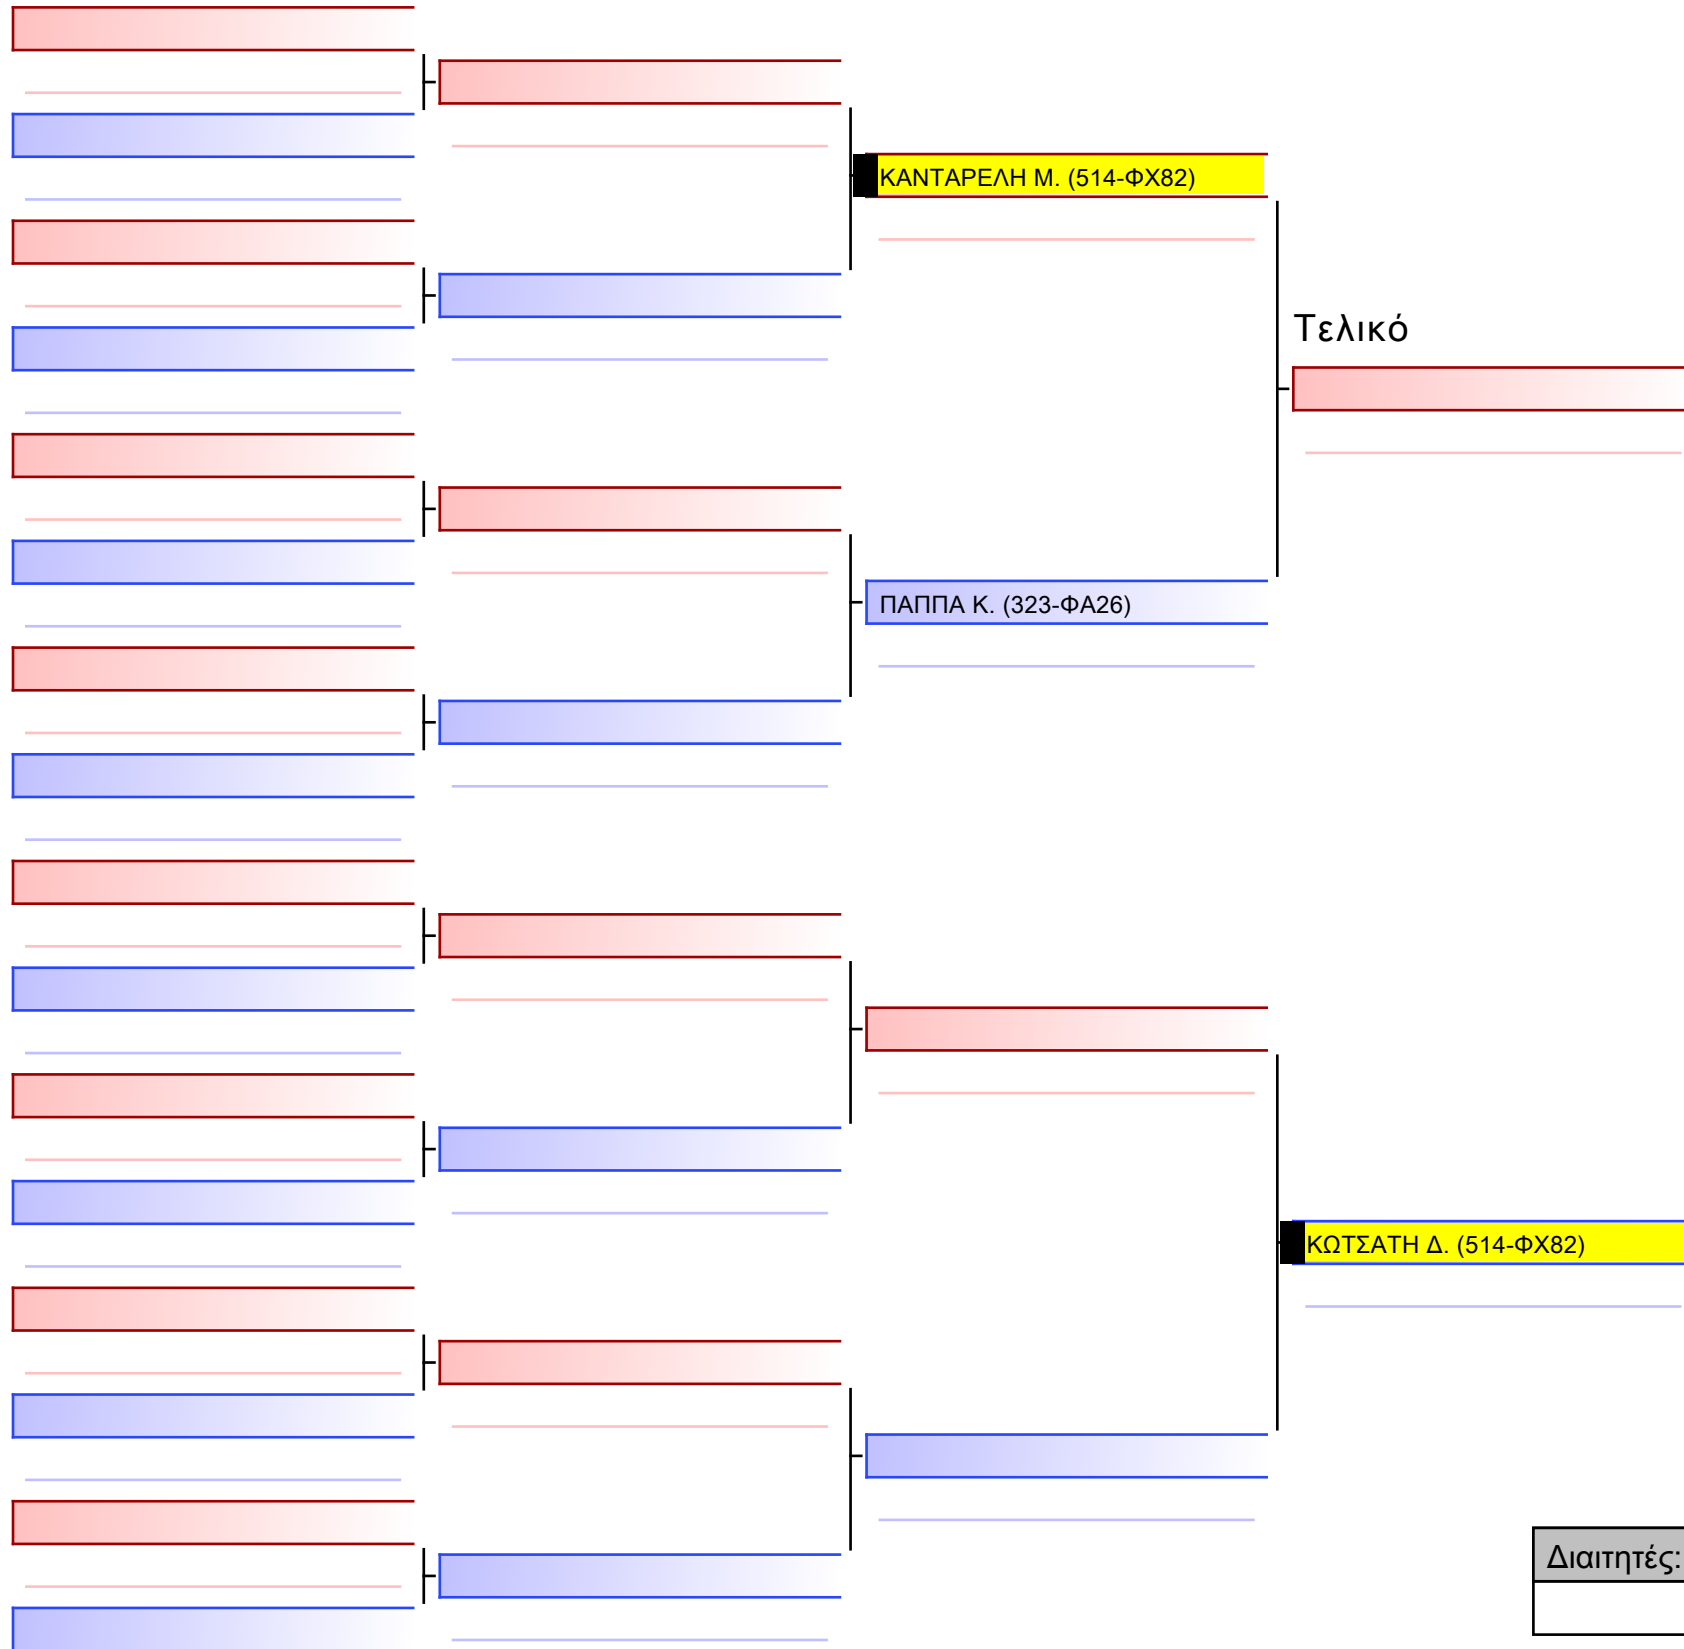 ΚΑΝΤΑΡΕΛΗ Μ. (514-ΦΧ82)
Τελικό
ΠΑΠΠΑ Κ. (323-ΦΑ26)
ΚΩΤΣΑΤΗ Δ. (514-ΦΧ82)
Διαιτητές: